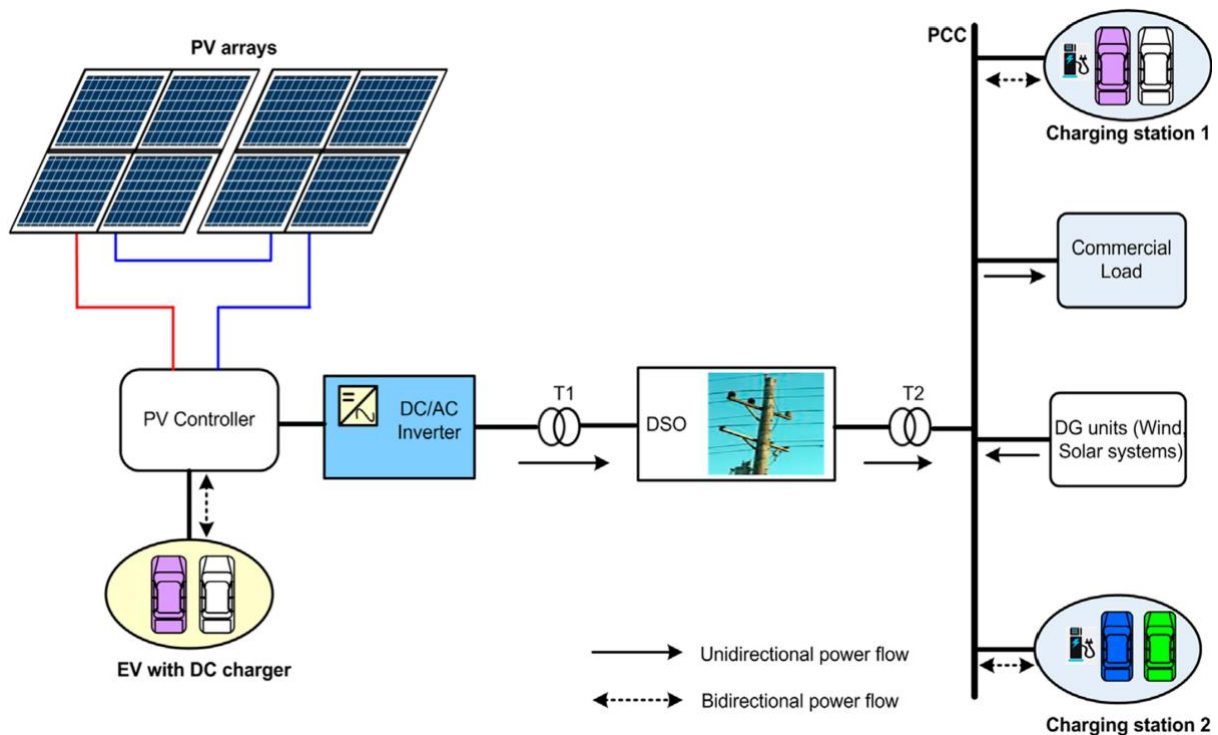 PV arrays
PCC
Charging station 1
Commercial
Load
T1
T2
PV Controller
DC/AC
Inverter
DSO
DG units (Wind,
Solar systems)
EV with DC charger
Unidirectional power flow
Bidirectional power flow
Charging station 2